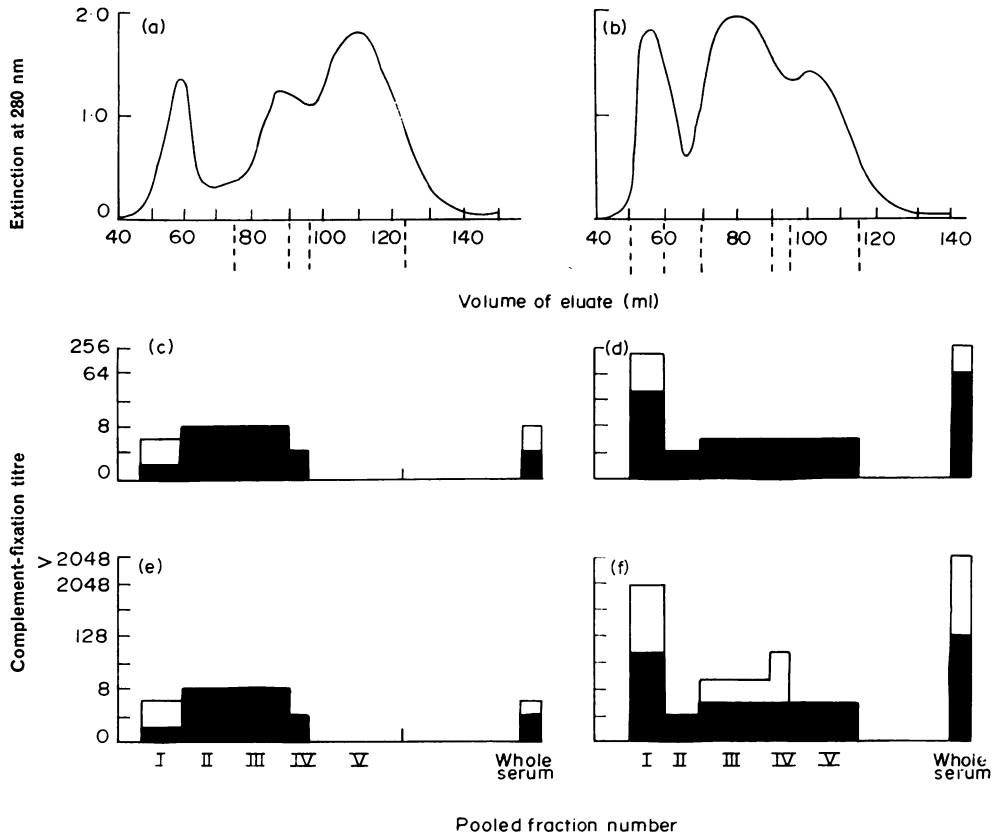 Extinction at 280 nm
(a)
(b)
2·0
1·0
0
40 60 80 100 120 140
40 60 80 100 120 140
Volume of eluate (ml)
Complement-fixation titre
(c)
(d)
256
64
8
0
(e)
(f)
>2048
2048
128
8
0
I II III IV V Whole serum
I II III IV V Whole serum
Pooled fraction number